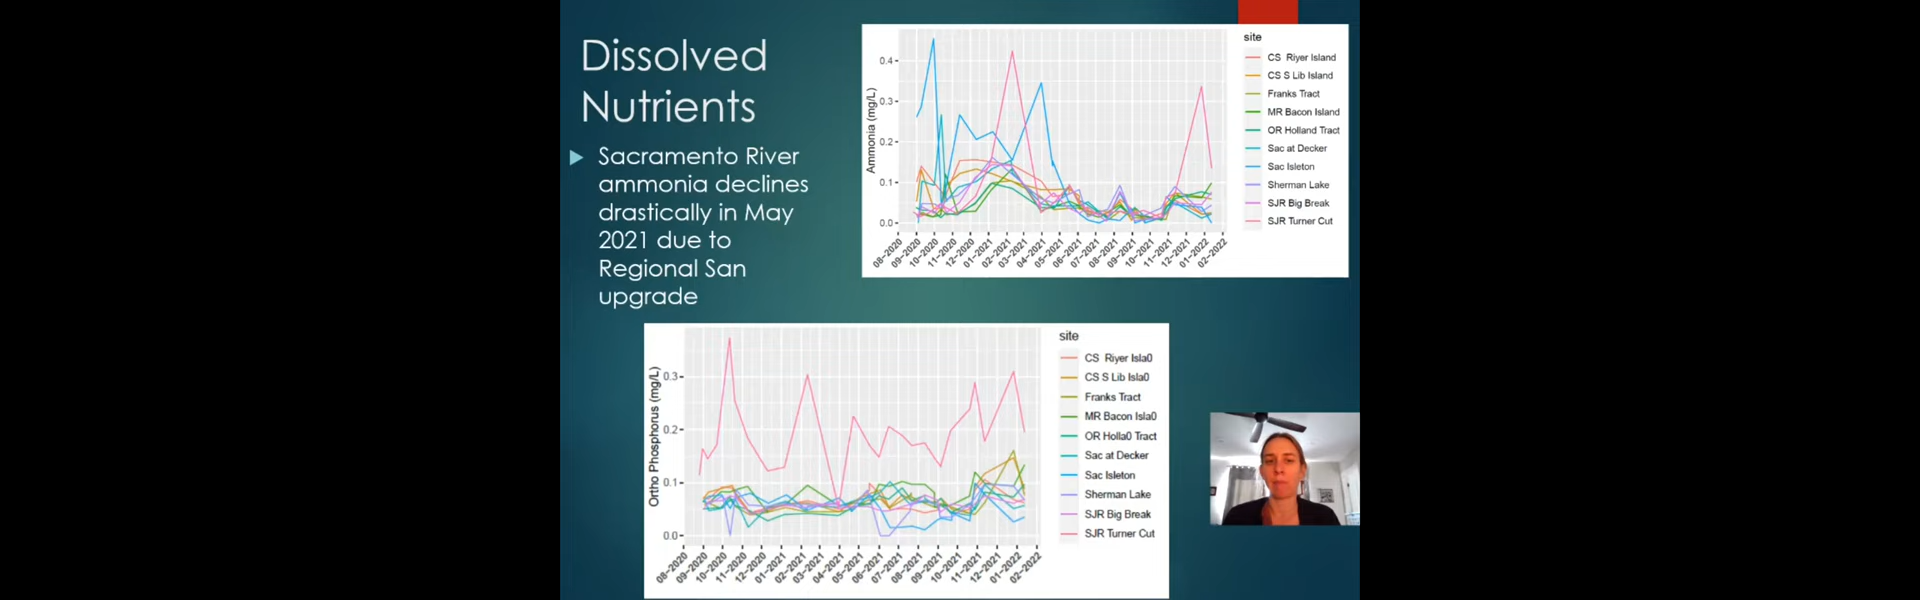 Dissolved
Nutrients
Sacramento River
ammonia declines
drastically in May
2021 due to
Regional San
upgrade
Ammonia (mg/L)
0.4
0.3
0.2
0.1
0.0
08-2020
09-2020
10-2020
11-2020
12-2020
01-2021
02-2021
03-2021
04-2021
05-2021
06-2021
07-2021
08-2021
09-2021
10-2021
11-2021
12-2021
01-2022
02-2022
site
CS Riyer Island
CS S Lib Island
Franks Tract
MR Bacon Island
OR Holland Tract
Sac at Decker
Sac Isleton
Sherman Lake
SJR Big Break
SJR Turner Cut
Ortho Phosphorus (mg/L)
0.3
0.2
0.1
0.0
08-2020
09-2020
10-2020
11-2020
12-2020
01-2021
02-2021
03-2021
04-2021
05-2021
06-2021
07-2021
08-2021
09-2021
10-2021
11-2021
12-2021
01-2022
02-2022
site
CS Riyer Isla0
CS S Lib Isla0
Franks Tract
MR Bacon Isla0
OR Holla0 Tract
Sac at Decker
Sac Isleton
Sherman Lake
SJR Big Break
SJR Turner Cut